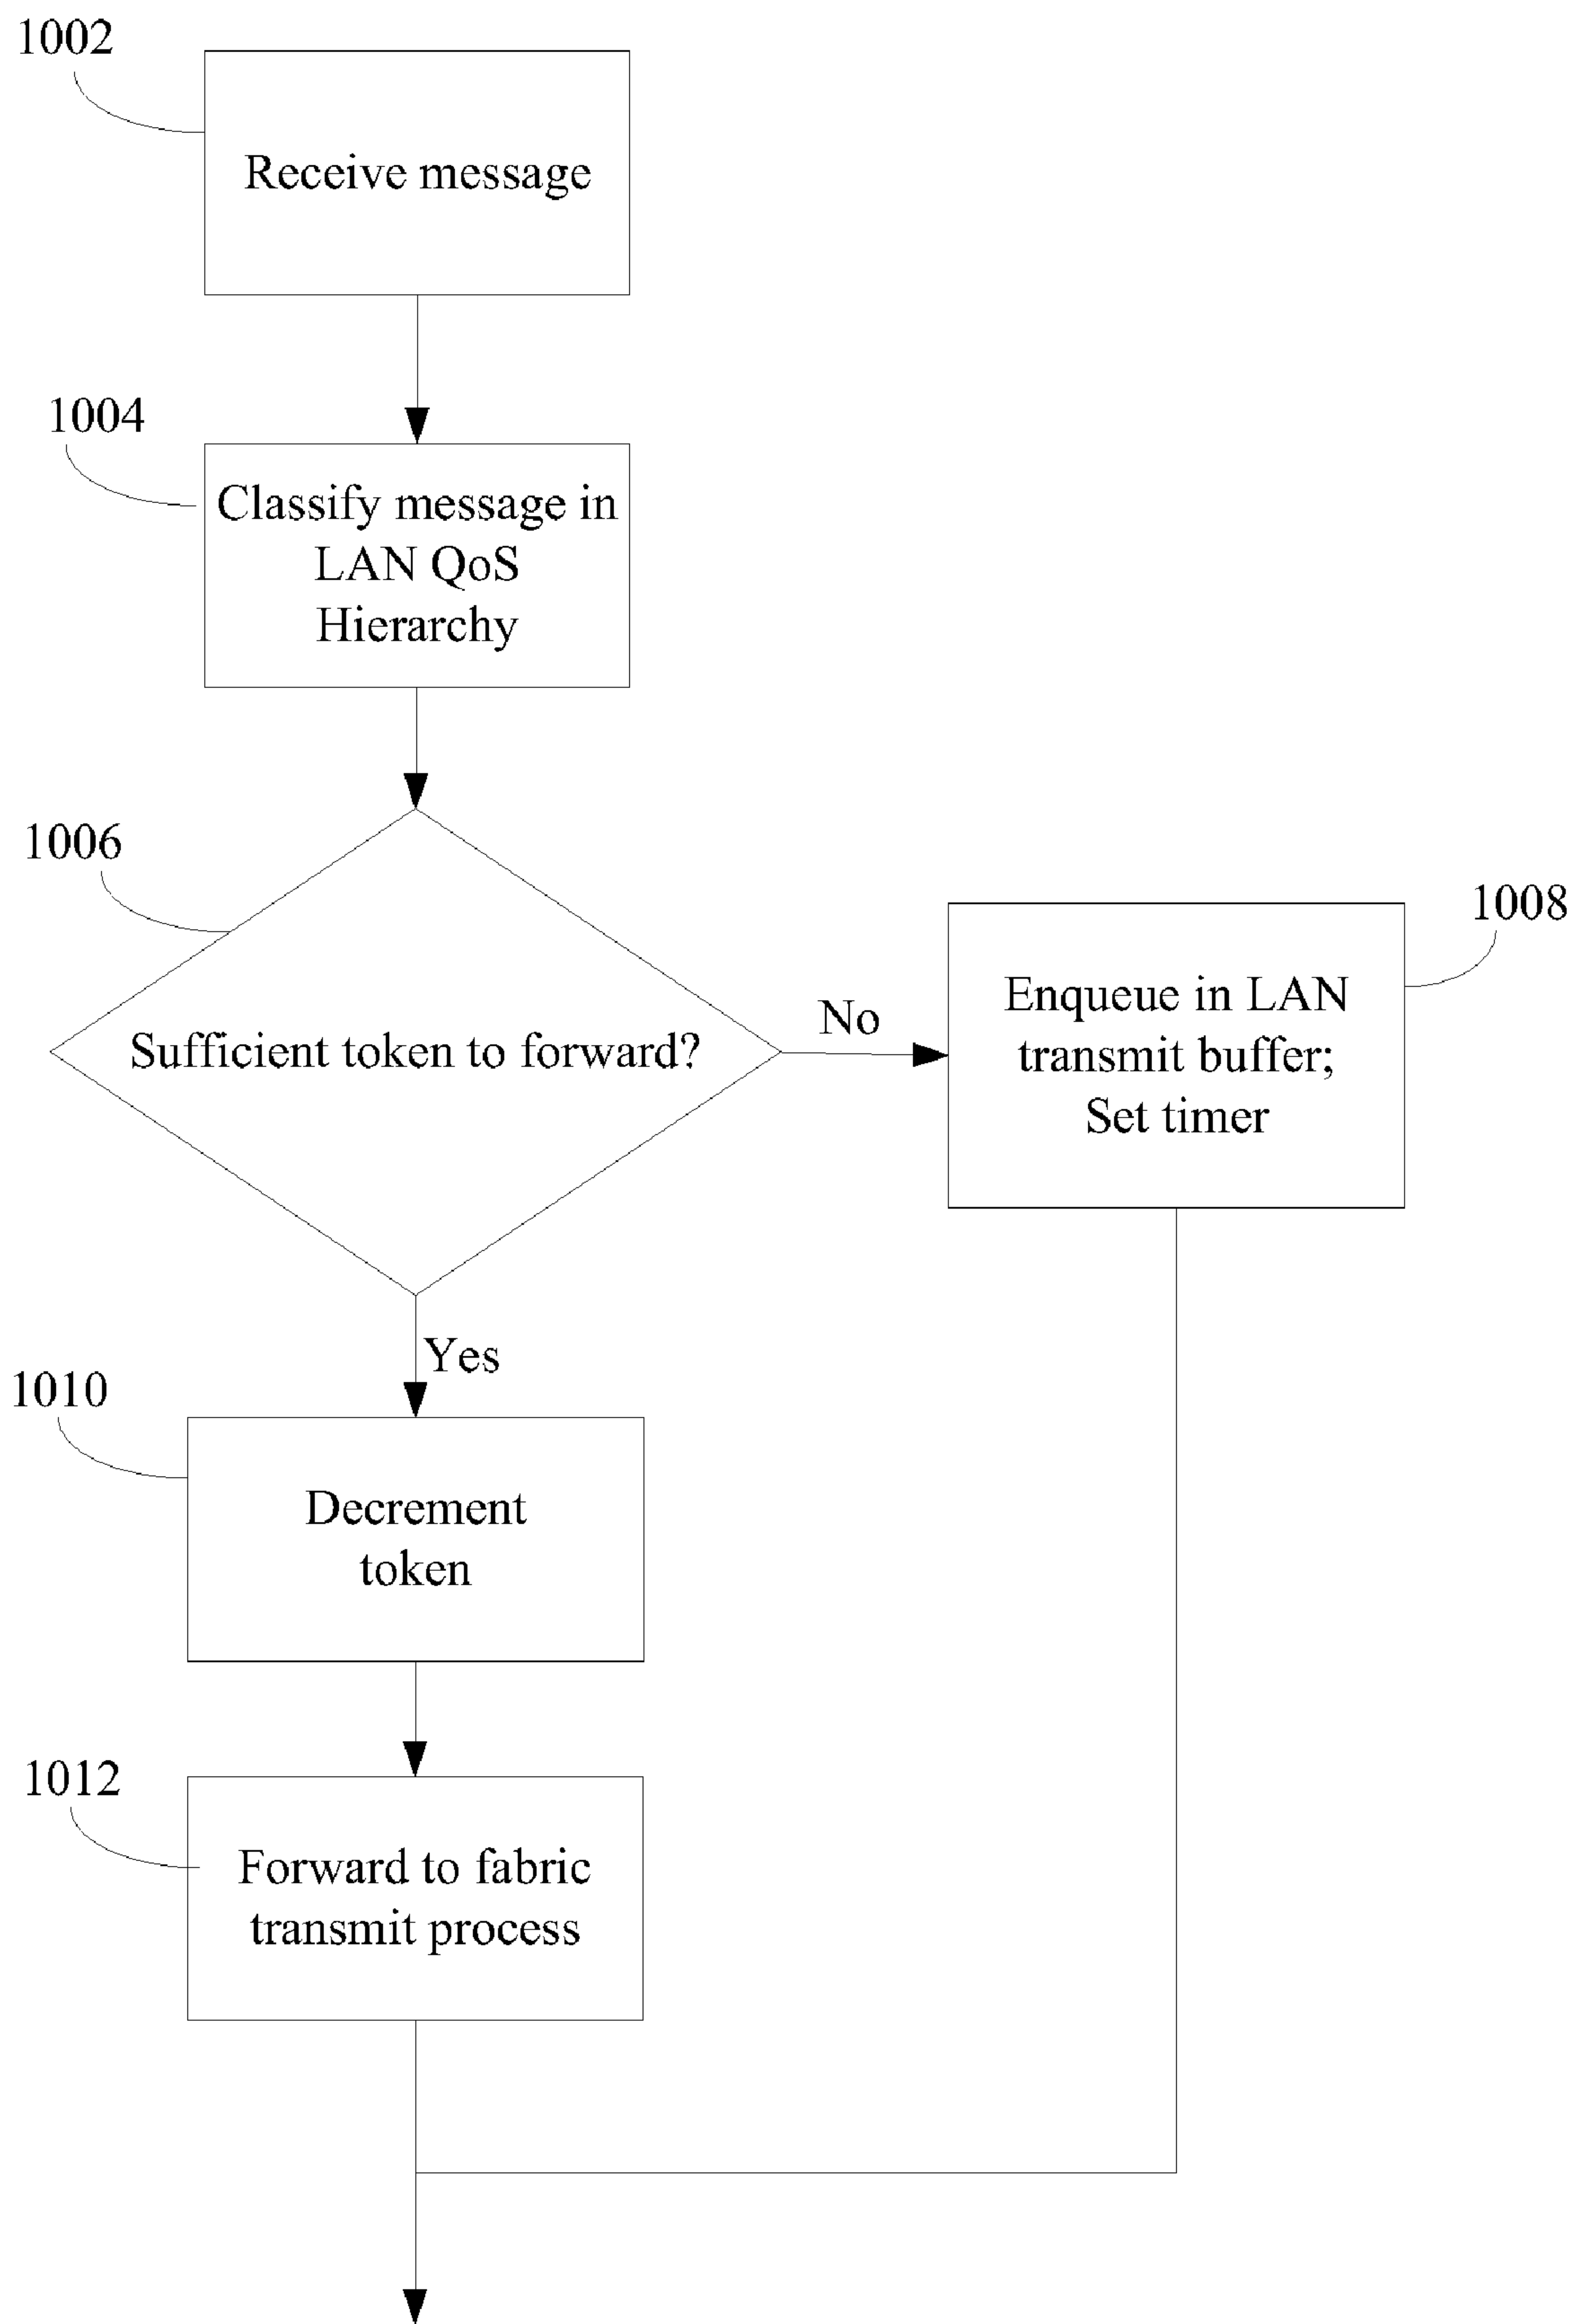 1002
Receive message
1004
Classify message in
LAN QoS
Hierarchy
1006
Sufficient token to forward?
No
1008
Enqueue in LAN
transmit buffer;
Set timer
Yes
1010
Decrement
token
1012
Forward to fabric
transmit process